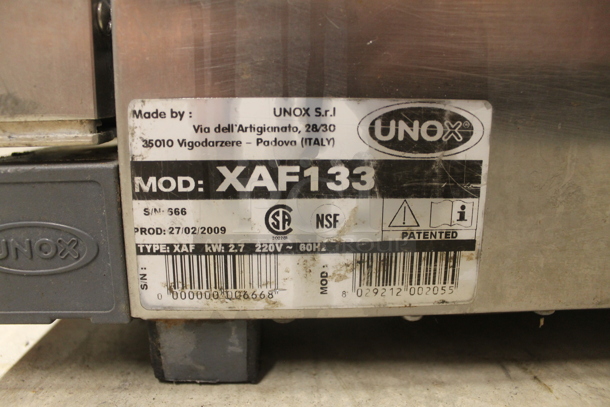 Made by : UNOX S.r.l
Via dell'Artigianato, 28/30
35010 Vigodarzere - Padova (ITALY)
UNOX®
MOD: XAF133
S/N: 666
PROD: 27/02/2009
CSA
NSF
i
PATENTED
TYPE: XAF kW: 2.7 220V ~ 60Hz
S/N :
0 000000 006668
MOD :
8 029212 002055
UNOX